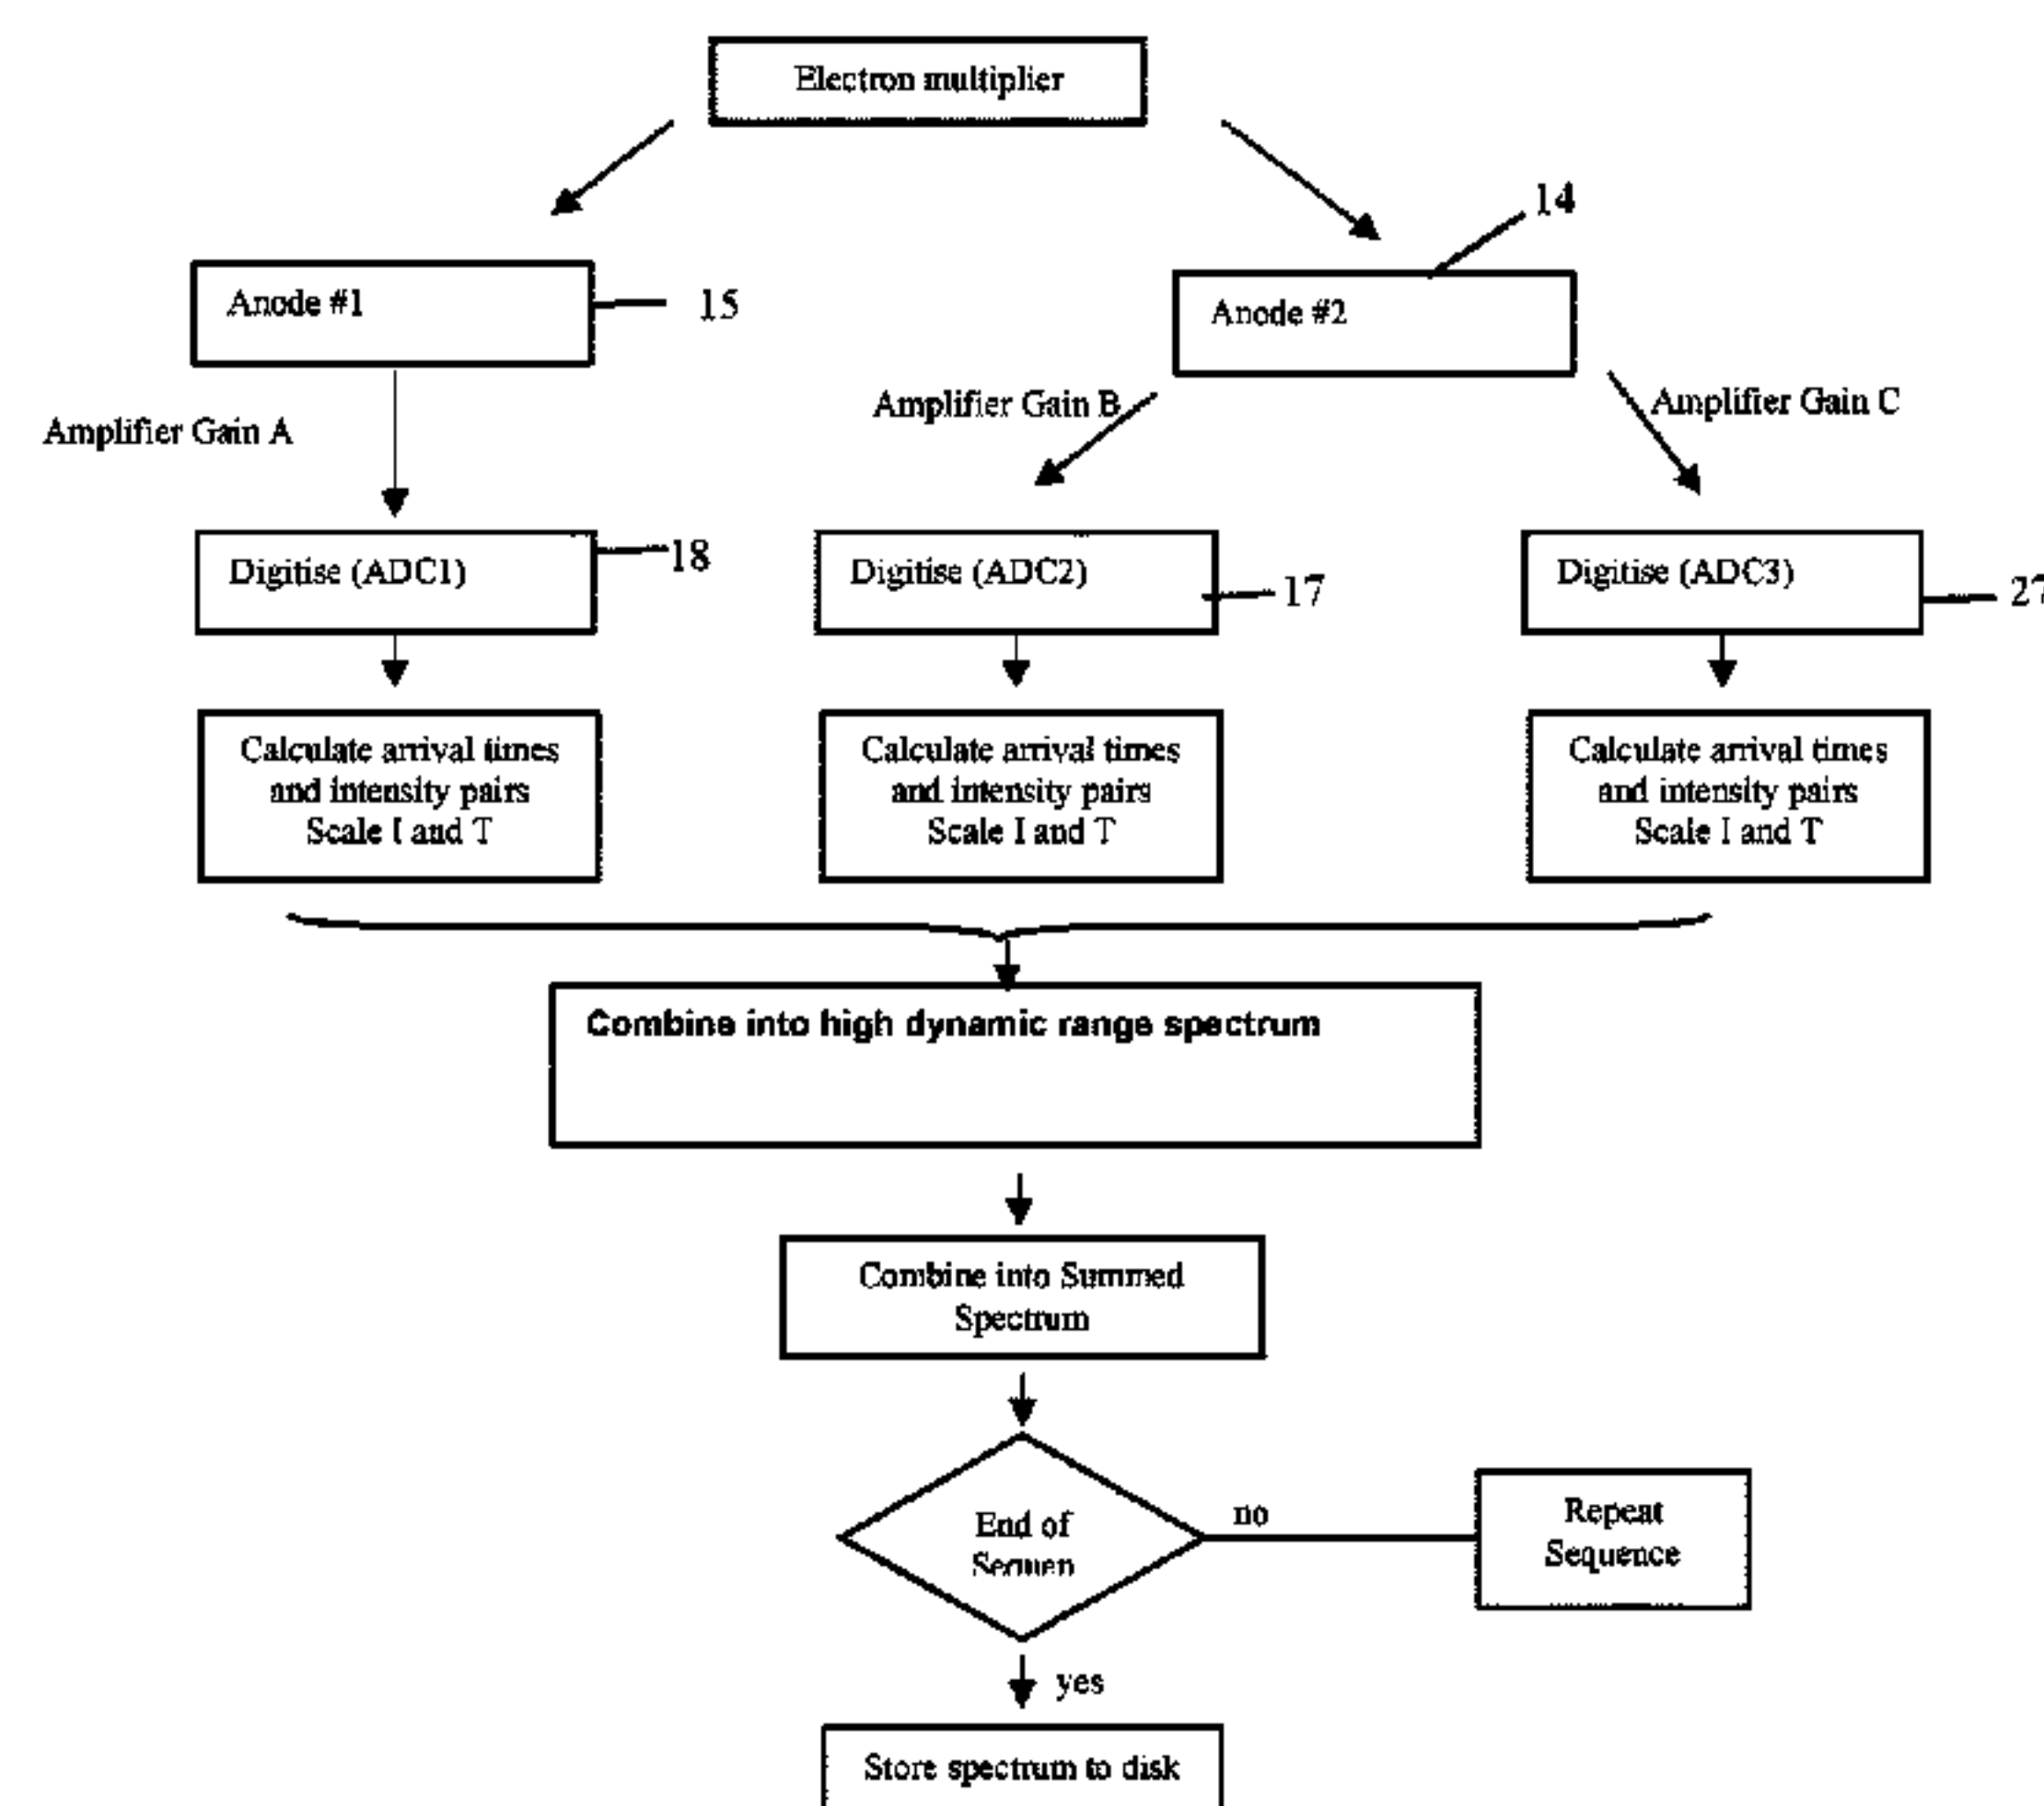 Electron multiplier
14
Anode #1
15
Anode #2
Amplifier Gain A
Amplifier Gain B
Amplifier Gain C
Digitise (ADC1)
18
Digitise (ADC2)
17
Digitise (ADC3)
27
Calculate arrival times
and intensity pairs
Scale I and T
Calculate arrival times
and intensity pairs
Scale I and T
Calculate arrival times
and intensity pairs
Scale I and T
Combine into high dynamic range spectrum
Combine into Summed
Spectrum
End of
Sequen
no
Repeat
Sequence
yes
Store spectrum to disk